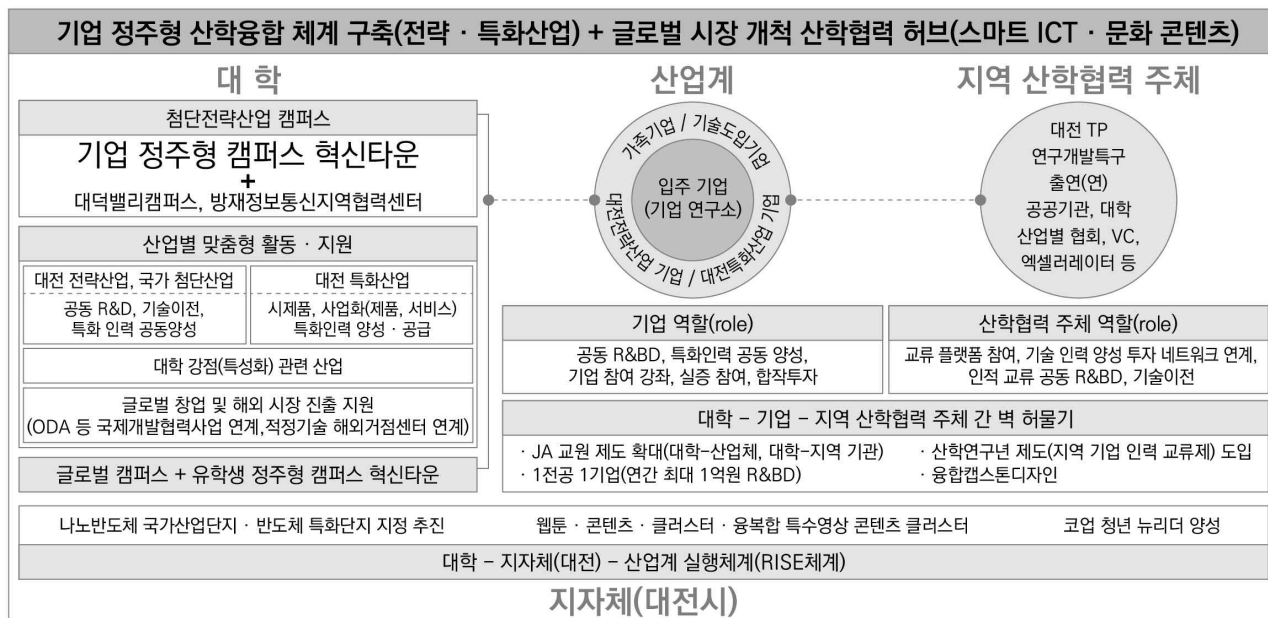 기업 정주형 산학융합 체계 구축(전략 · 특화산업) + 글로벌 시장 개척 산학협력 허브(스마트 ICT · 문화 콘텐츠)
대 학
첨단전략산업 캠퍼스
기업 정주형 캠퍼스 혁신타운
+
대덕밸리캠퍼스, 방재정보통신지역협력센터
산업별 맞춤형 활동 · 지원
대전 전략산업, 국가 첨단산업
공동 R&D, 기술이전,
특화 인력 공동양성
대전 특화산업
시제품, 사업화(제품, 서비스)
특화인력 양성 · 공급
대학 강점(특성화) 관련 산업
글로벌 창업 및 해외 시장 진출 지원
(ODA 등 국제개발협력사업 연계,적정기술 해외거점센터 연계)
글로벌 캠퍼스 + 유학생 정주형 캠퍼스 혁신타운
산업계
가족기업 / 기술도입기업
입주 기업
(기업 연구소)
대전전략산업 기업 / 대전특화산업 기업
기업 역할(role)
공동 R&BD, 특화인력 공동 양성,
기업 참여 강좌, 실증 참여, 합작투자
지역 산학협력 주체
대전 TP
연구개발특구
출연(연)
공공기관, 대학
산업별 협회, VC,
엑셀러레이터 등
산학협력 주체 역할(role)
교류 플랫폼 참여, 기술 인력 양성 투자 네트워크 연계,
인적 교류 공동 R&BD, 기술이전
대학 – 기업 – 지역 산학협력 주체 간 벽 허물기
· JA 교원 제도 확대(대학–산업체, 대학–지역 기관)
· 1전공 1기업(연간 최대 1억원 R&BD)
· 산학연구년 제도(지역 기업 인력 교류제) 도입
· 융합캡스톤디자인
나노반도체 국가산업단지 · 반도체 특화단지 지정 추진
웹툰 · 콘텐츠 · 클러스터 · 융복합 특수영상 콘텐츠 클러스터
코업 청년 뉴리더 양성
대학 – 지자체(대전) – 산업계 실행체계(RISE체계)
지자체(대전시)